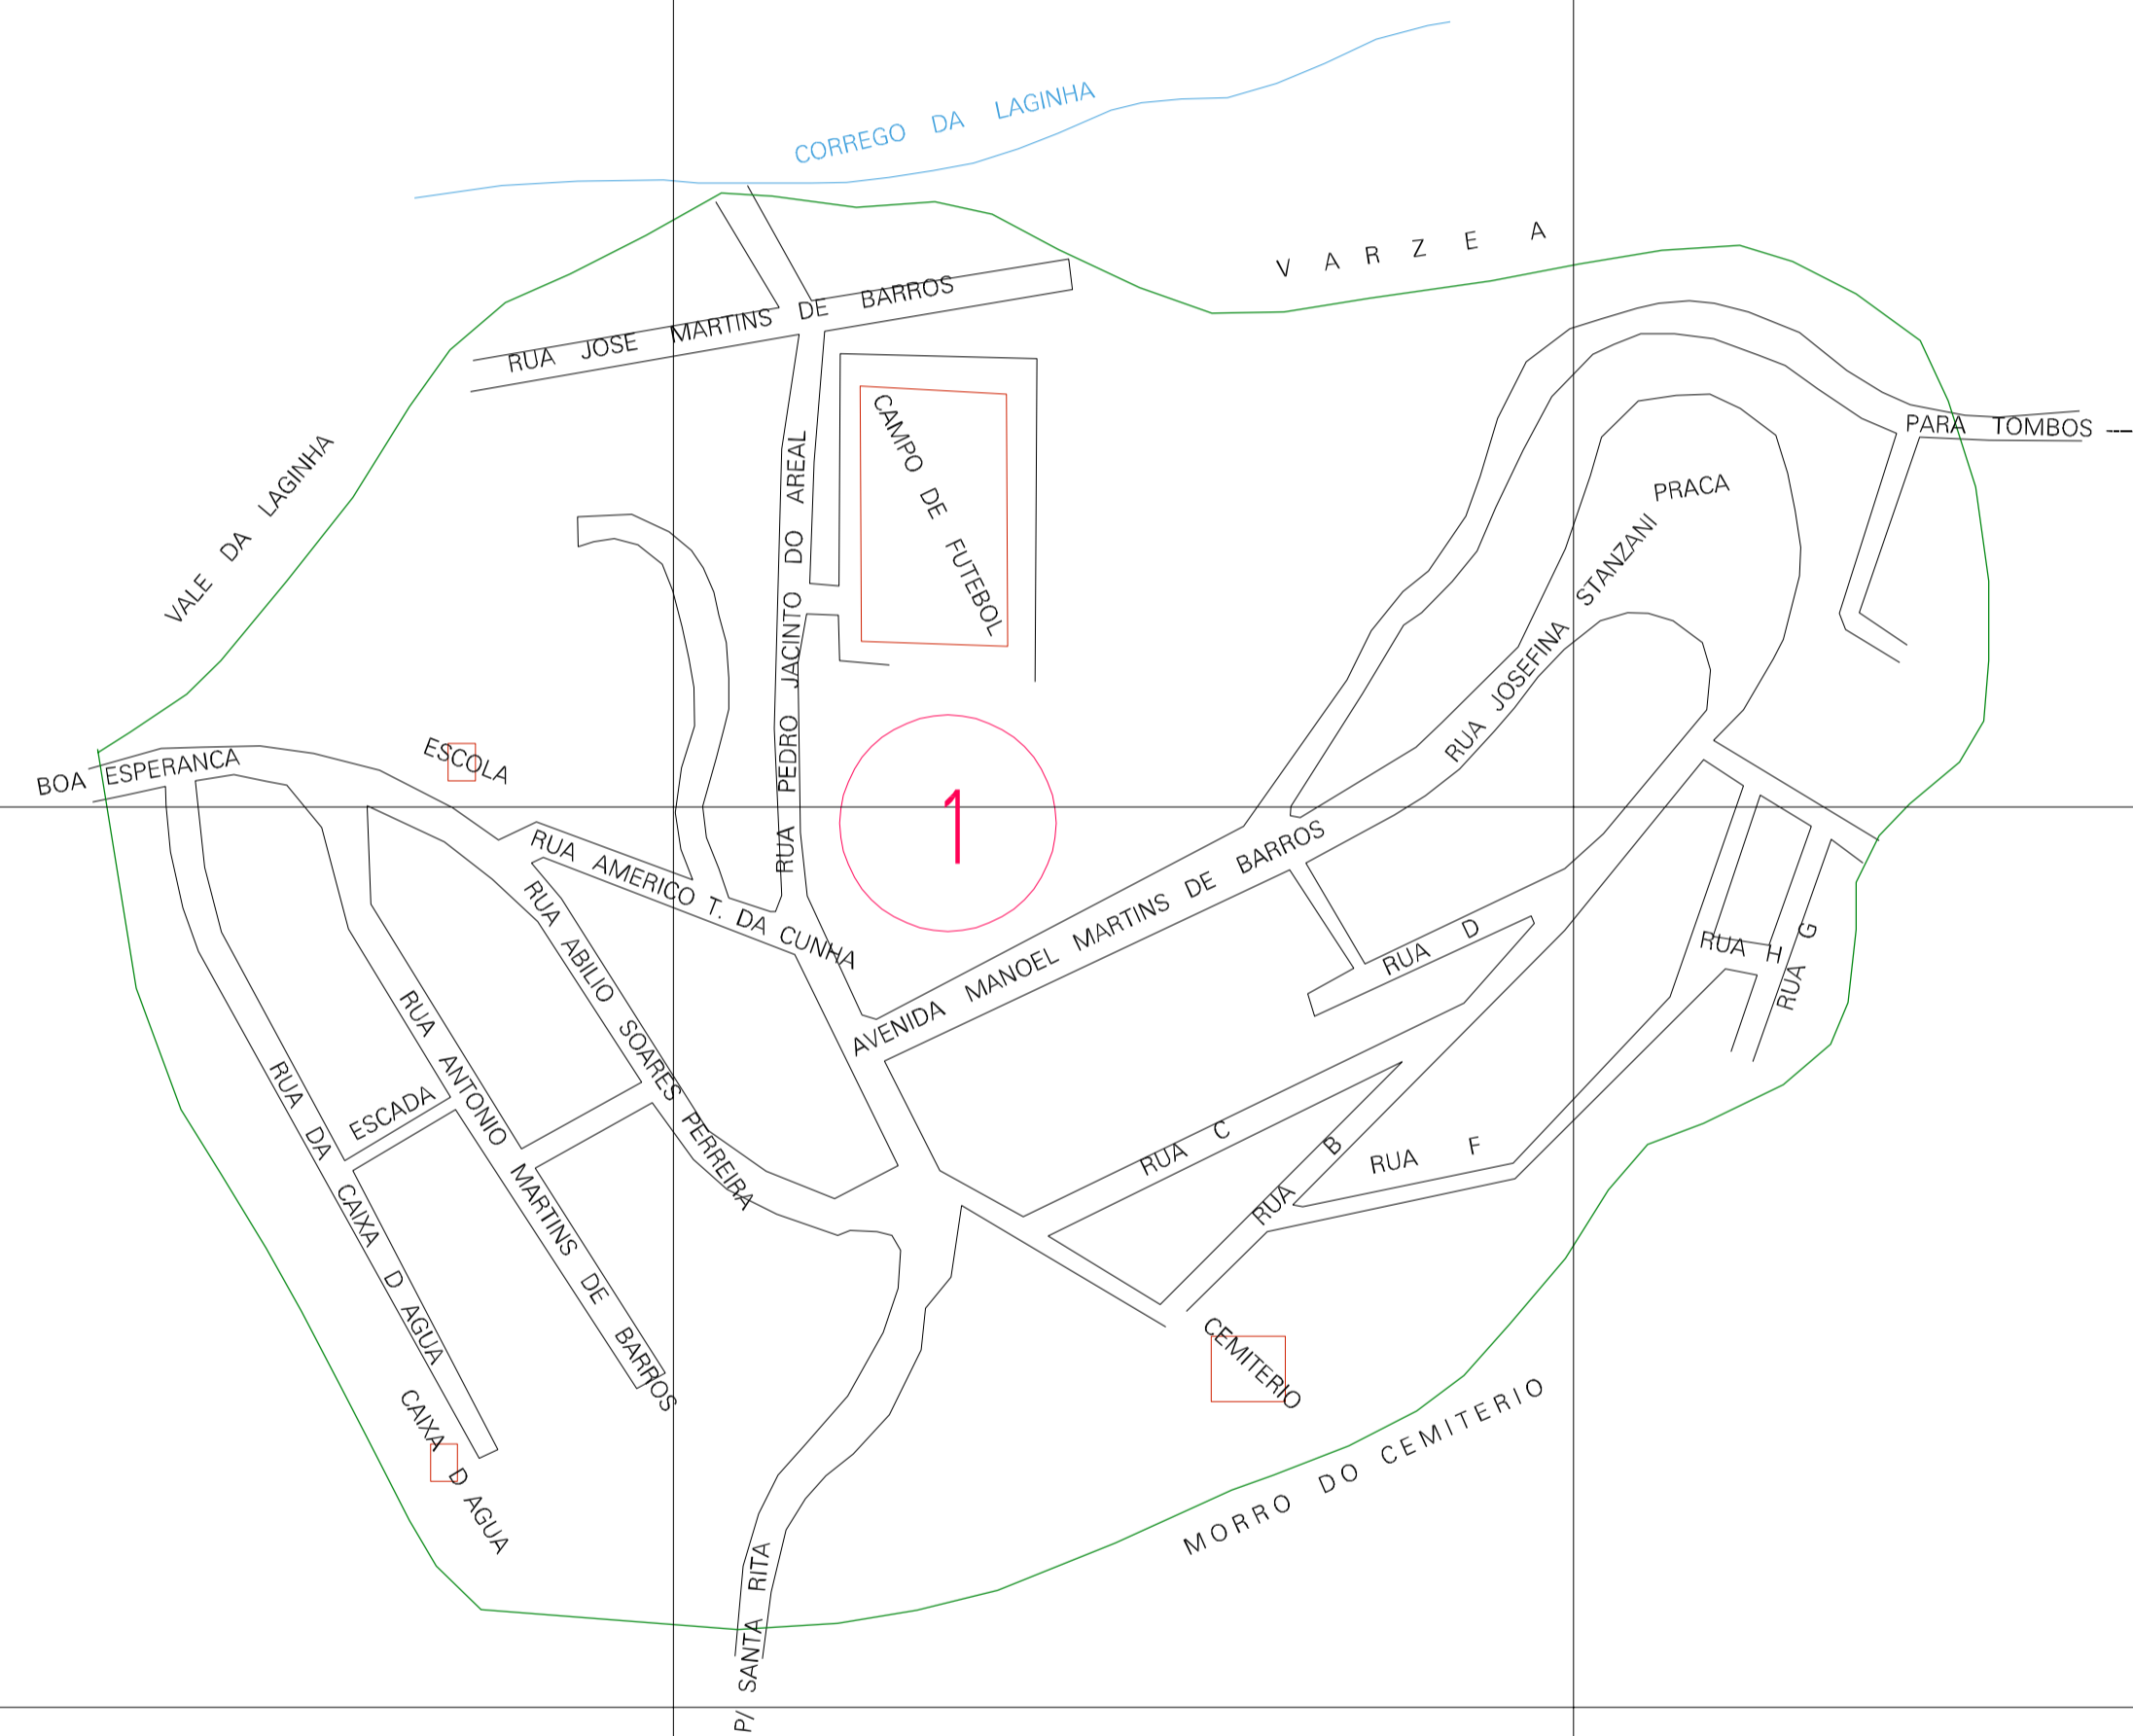 CORREGO DA LAGINHA
VARZEA
RUA JOSE MARTINS DE BARROS
CAMPO DE FUTEBOL
VALE DA LAGINHA
PARA TOMBOS ---
PRACA
RUA JOSEFINA STANZANI
RUA PEDRO JACINTO DO AREAL
BOA ESPERANCA
ESCOLA
1
RUA AMERICO T. DA CUNHA
AVENIDA MANOEL MARTINS DE BARROS
RUA ABILIO SOARES PERREIRA
RUA D
RUA H
RUA G
RUA ANTONIO MARTINS DE BARROS
ESCADA
RUA DA CAIXA D AGUA
RUA C
RUA B
RUA F
CEMITERIO
CAIXA D AGUA
MORRO DO CEMITERIO
P/ SANTA RITA